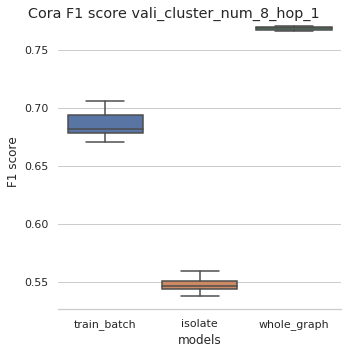 Cora F1 score vali_cluster_num_8_hop_1
0.75
0.70
0.65
0.60
0.55
F1 score
train_batch isolate whole_graph
models